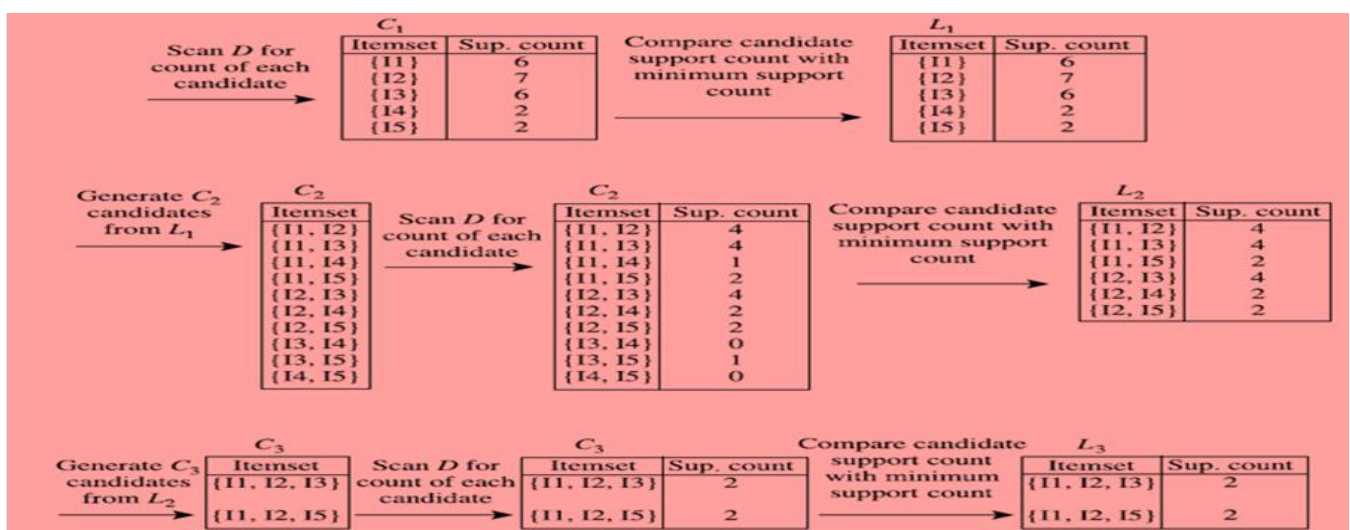 C1
Scan D for
count of each
candidate
Itemset Sup. count
{I1} 6
{I2} 7
{I3} 6
{I4} 2
{I5} 2
Compare candidate
support count with
minimum support
count
L1
Itemset Sup. count
{I1} 6
{I2} 7
{I3} 6
{I4} 2
{I5} 2
Generate C2
candidates
from L1
C2
Itemset
{I1, I2}
{I1, I3}
{I1, I4}
{I1, I5}
{I2, I3}
{I2, I4}
{I2, I5}
{I3, I4}
{I3, I5}
{I4, I5}
Scan D for
count of each
candidate
C2
Itemset Sup. count
{I1, I2} 4
{I1, I3} 4
{I1, I4} 1
{I1, I5} 2
{I2, I3} 4
{I2, I4} 2
{I2, I5} 2
{I3, I4} 0
{I3, I5} 1
{I4, I5} 0
Compare candidate
support count with
minimum support
count
L2
Itemset Sup. count
{I1, I2} 4
{I1, I3} 4
{I1, I5} 2
{I2, I3} 4
{I2, I4} 2
{I2, I5} 2
Generate C3
candidates
from L2
C3
Itemset
{I1, I2, I3}
{I1, I2, I5}
Scan D for
count of each
candidate
C3
Itemset Sup. count
{I1, I2, I3} 2
{I1, I2, I5} 2
Compare candidate
support count
with minimum
support count
L3
Itemset Sup. count
{I1, I2, I3} 2
{I1, I2, I5} 2